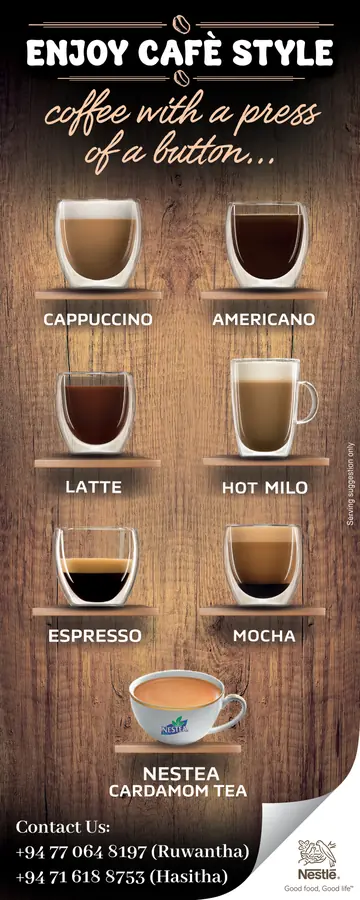 ENJOY CAFÈ STYLE
coffee with a press
of a button...
CAPPUCCINO
AMERICANO
LATTE
HOT MILO
Serving suggestion only
ESPRESSO
MOCHA
NESTEA
NESTEA
CARDAMOM TEA
Contact Us:
+94 77 064 8197 (Ruwantha)
+94 71 618 8753 (Hasitha)
Nestlé®
Good food, Good life™